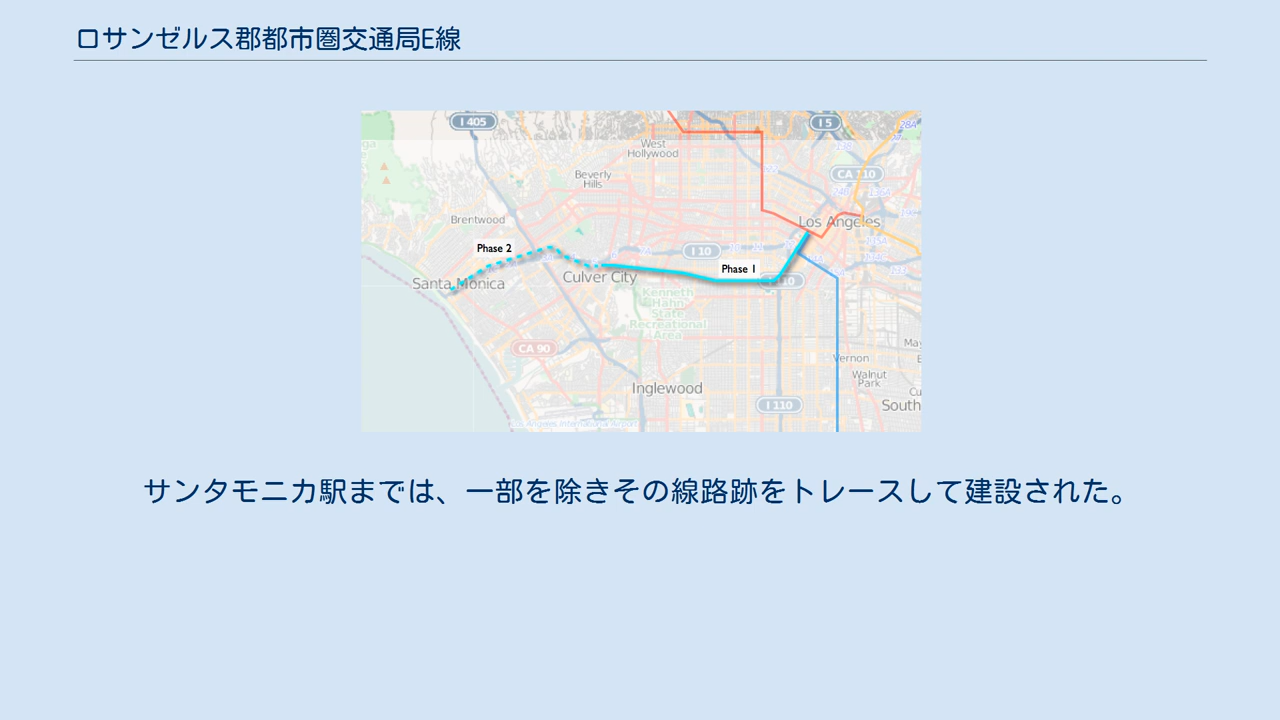 ロサンゼルス郡都市圏交通局E線
I 405
I 5
West
Hollywood
CA 110
Beverly
Hills
Brentwood
Los Angeles
Phase 2
I 10
Phase 1
Santa Monica
Culver City
Kenneth
Hahn
State
Recreational
Area
CA 90
Vernon
Walnut
Park
Inglewood
I 110
South
Los Angeles International Airport
サンタモニカ駅までは、一部を除きその線路跡をトレースして建設された。